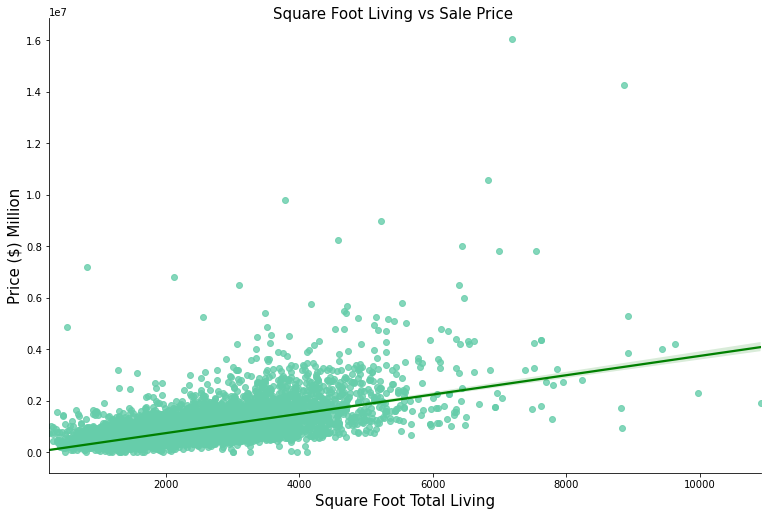 Square Foot Living vs Sale Price
1e7
1.6
1.4
1.2
1.0
0.8
0.6
0.4
0.2
0.0
Price ($) Million
2000 4000 6000 8000 10000
Square Foot Total Living